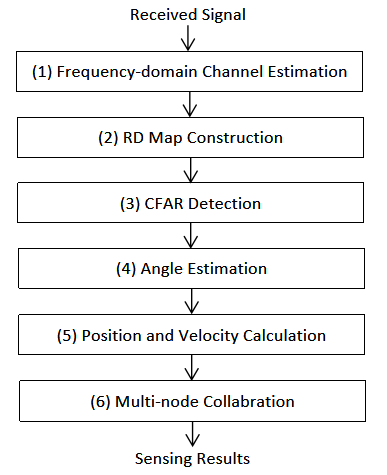 Received Signal
(1) Frequency-domain Channel Estimation
(2) RD Map Construction
(3) CFAR Detection
(4) Angle Estimation
(5) Position and Velocity Calculation
(6) Multi-node Collabration
Sensing Results